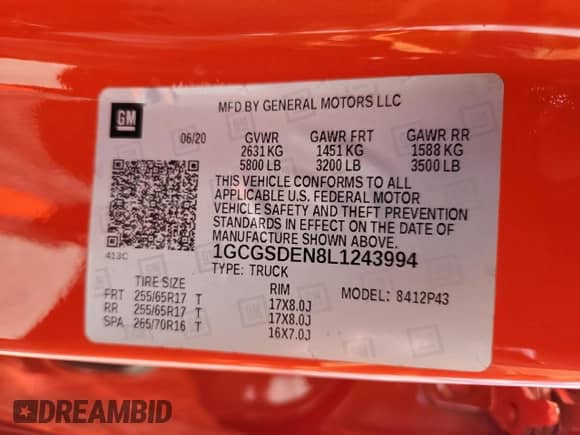 GM
MFD BY GENERAL MOTORS LLC
06/20 GVWR GAWR FRT GAWR RR
2631 KG 1451 KG 1588 KG
5800 LB 3200 LB 3500 LB
THIS VEHICLE CONFORMS TO ALL
APPLICABLE U.S. FEDERAL MOTOR
VEHICLE SAFETY AND THEFT PREVENTION
STANDARDS IN EFFECT ON THE DATE OF
MANUFACTURE SHOWN ABOVE.
413C
1GCGSDEN8L1243994
TYPE: TRUCK
TIRE SIZE RIM MODEL: 8412P43
FRT 255/65R17 T 17X8.0J
RR 255/65R17 T 17X8.0J
SPA 265/70R16 T 16X7.0J
DREAMBID